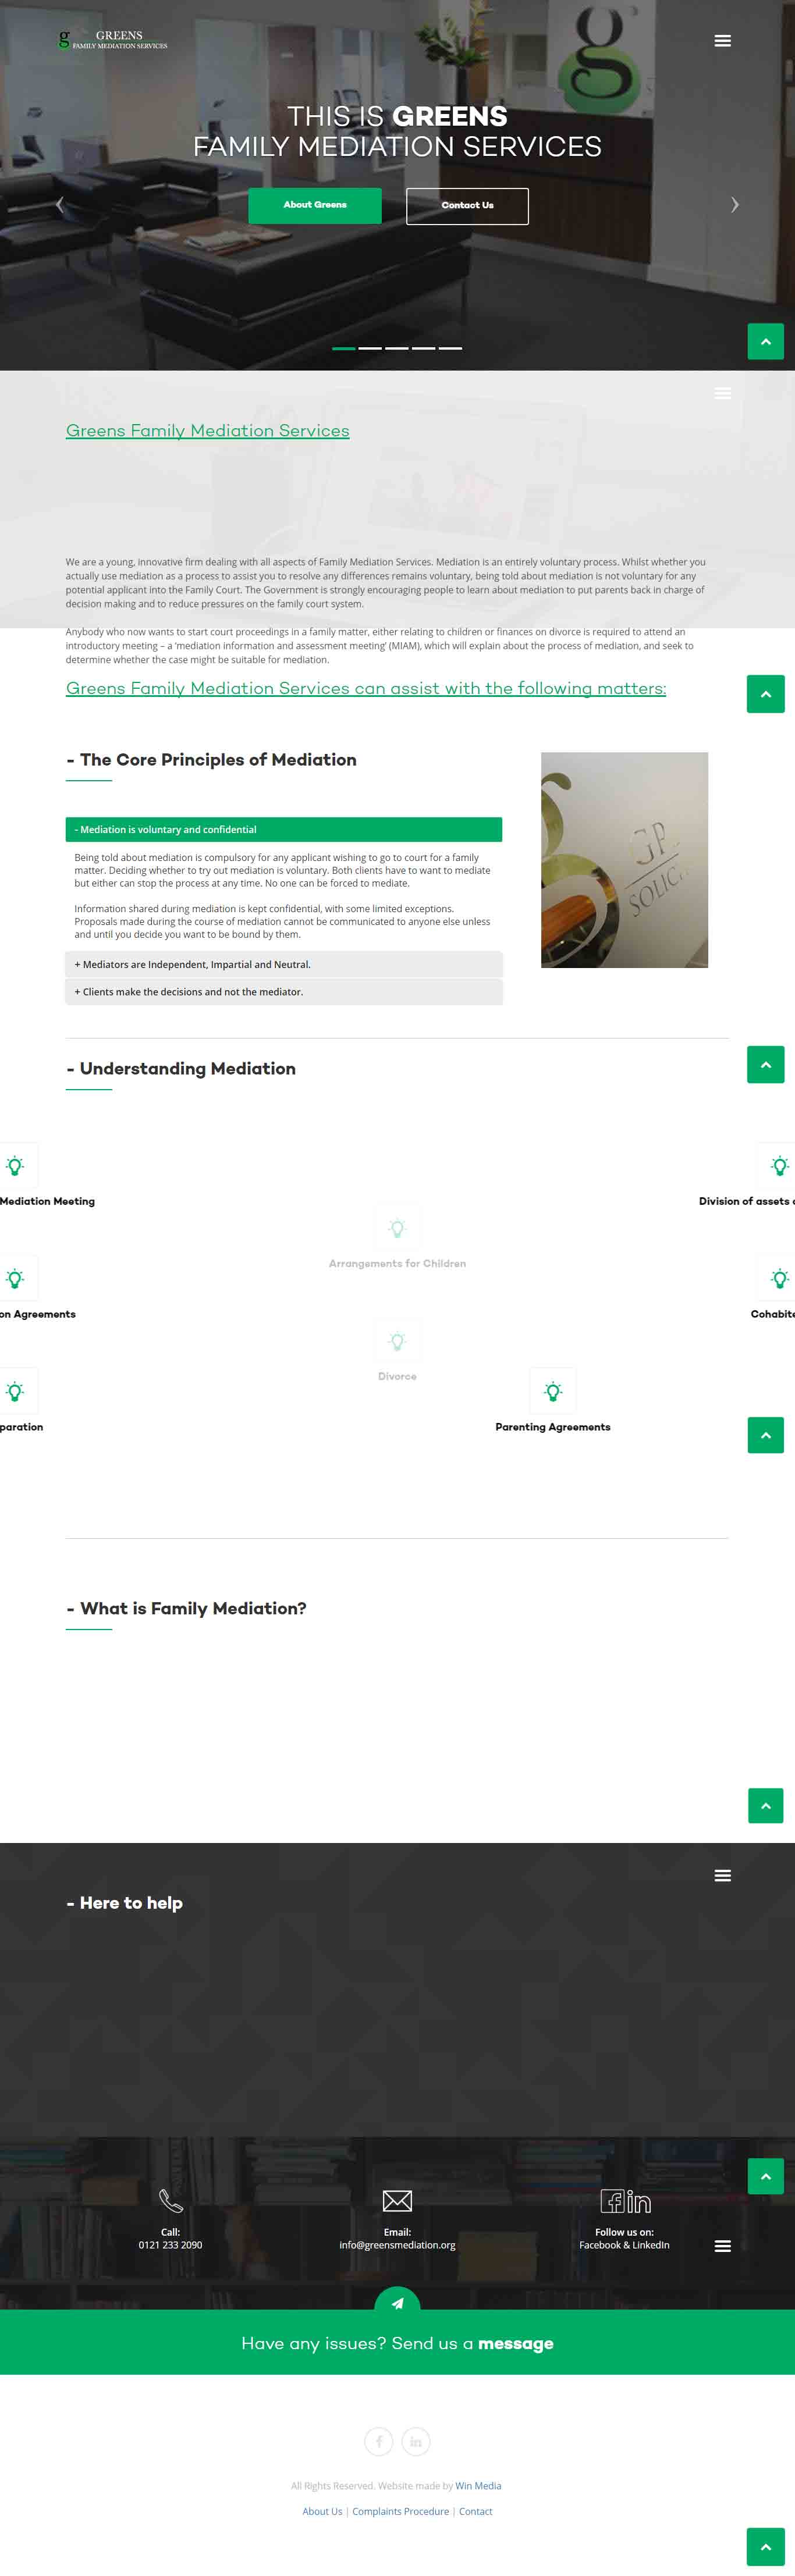 g GREENS
FAMILY MEDIATION SERVICES
THIS IS GREENS
FAMILY MEDIATION SERVICES
About Greens
Contact Us
Greens Family Mediation Services
We are a young, innovative firm dealing with all aspects of Family Mediation Services. Mediation is an entirely voluntary process. Whilst whether you
actually use mediation as a process to assist you to resolve any differences remains voluntary, being told about mediation is not voluntary for any
potential applicant into the Family Court. The Government is strongly encouraging people to learn about mediation to put parents back in charge of
decision making and to reduce pressures on the family court system.
Anybody who now wants to start court proceedings in a family matter, either relating to children or finances on divorce is required to attend an
introductory meeting – a 'mediation information and assessment meeting' (MIAM), which will explain about the process of mediation, and seek to
determine whether the case might be suitable for mediation.
Greens Family Mediation Services can assist with the following matters:
- The Core Principles of Mediation
- Mediation is voluntary and confidential
Being told about mediation is compulsory for any applicant wishing to go to court for a family
matter. Deciding whether to try out mediation is voluntary. Both clients have to want to mediate
but either can stop the process at any time. No one can be forced to mediate.
Information shared during mediation is kept confidential, with some limited exceptions.
Proposals made during the course of mediation cannot be communicated to anyone else unless
and until you decide you want to be bound by them.
+ Mediators are Independent, Impartial and Neutral.
+ Clients make the decisions and not the mediator.
- Understanding Mediation
Mediation Meeting
Division of assets
Arrangements for Children
on Agreements
Cohabite
Divorce
paration
Parenting Agreements
- What is Family Mediation?
- Here to help
Call:
0121 233 2090
Email:
info@greensmediation.org
Follow us on:
Facebook & LinkedIn
Have any issues? Send us a message
All Rights Reserved. Website made by Win Media
About Us | Complaints Procedure | Contact